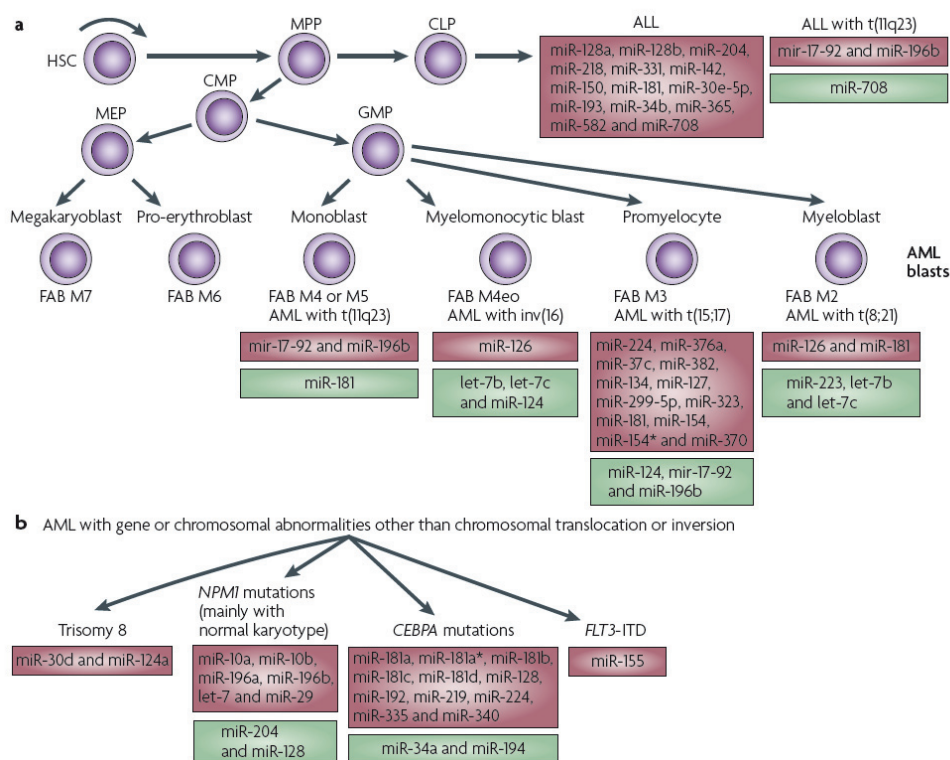 a
HSC
MPP
CLP
CMP
MEP
GMP
ALL
miR-128a, miR-128b, miR-204,
miR-218, miR-331, miR-142,
miR-150, miR-181, miR-30e-5p,
miR-193, miR-34b, miR-365,
miR-582 and miR-708
ALL with t(11q23)
mir-17-92 and miR-196b
miR-708
Megakaryoblast
FAB M7
Pro-erythroblast
FAB M6
Monoblast
FAB M4 or M5
AML with t(11q23)
mir-17-92 and miR-196b
miR-181
Myelomonocytic blast
FAB M4eo
AML with inv(16)
miR-126
let-7b, let-7c
and miR-124
Promyelocyte
FAB M3
AML with t(15;17)
miR-224, miR-376a,
miR-37c, miR-382,
miR-134, miR-127,
miR-299-5p, miR-323,
miR-181, miR-154,
miR-154* and miR-370
miR-124, mir-17-92
and miR-196b
Myeloblast
FAB M2
AML with t(8;21)
miR-126 and miR-181
miR-223, let-7b
and let-7c
AML
blasts
b AML with gene or chromosomal abnormalities other than chromosomal translocation or inversion
Trisomy 8
miR-30d and miR-124a
NPM1 mutations
(mainly with
normal karyotype)
miR-10a, miR-10b,
miR-196a, miR-196b,
let-7 and miR-29
miR-204
and miR-128
CEBPA mutations
miR-181a, miR-181a*, miR-181b,
miR-181c, miR-181d, miR-128,
miR-192, miR-219, miR-224,
miR-335 and miR-340
miR-34a and miR-194
FLT3-ITD
miR-155